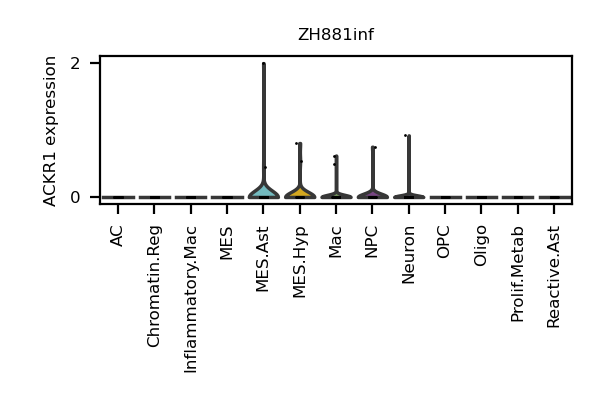 ZH881inf
ACKR1 expression
2
0
AC
Chromatin.Reg
Inflammatory.Mac
MES
MES.Ast
MES.Hyp
Mac
NPC
Neuron
OPC
Oligo
Prolif.Metab
Reactive.Ast